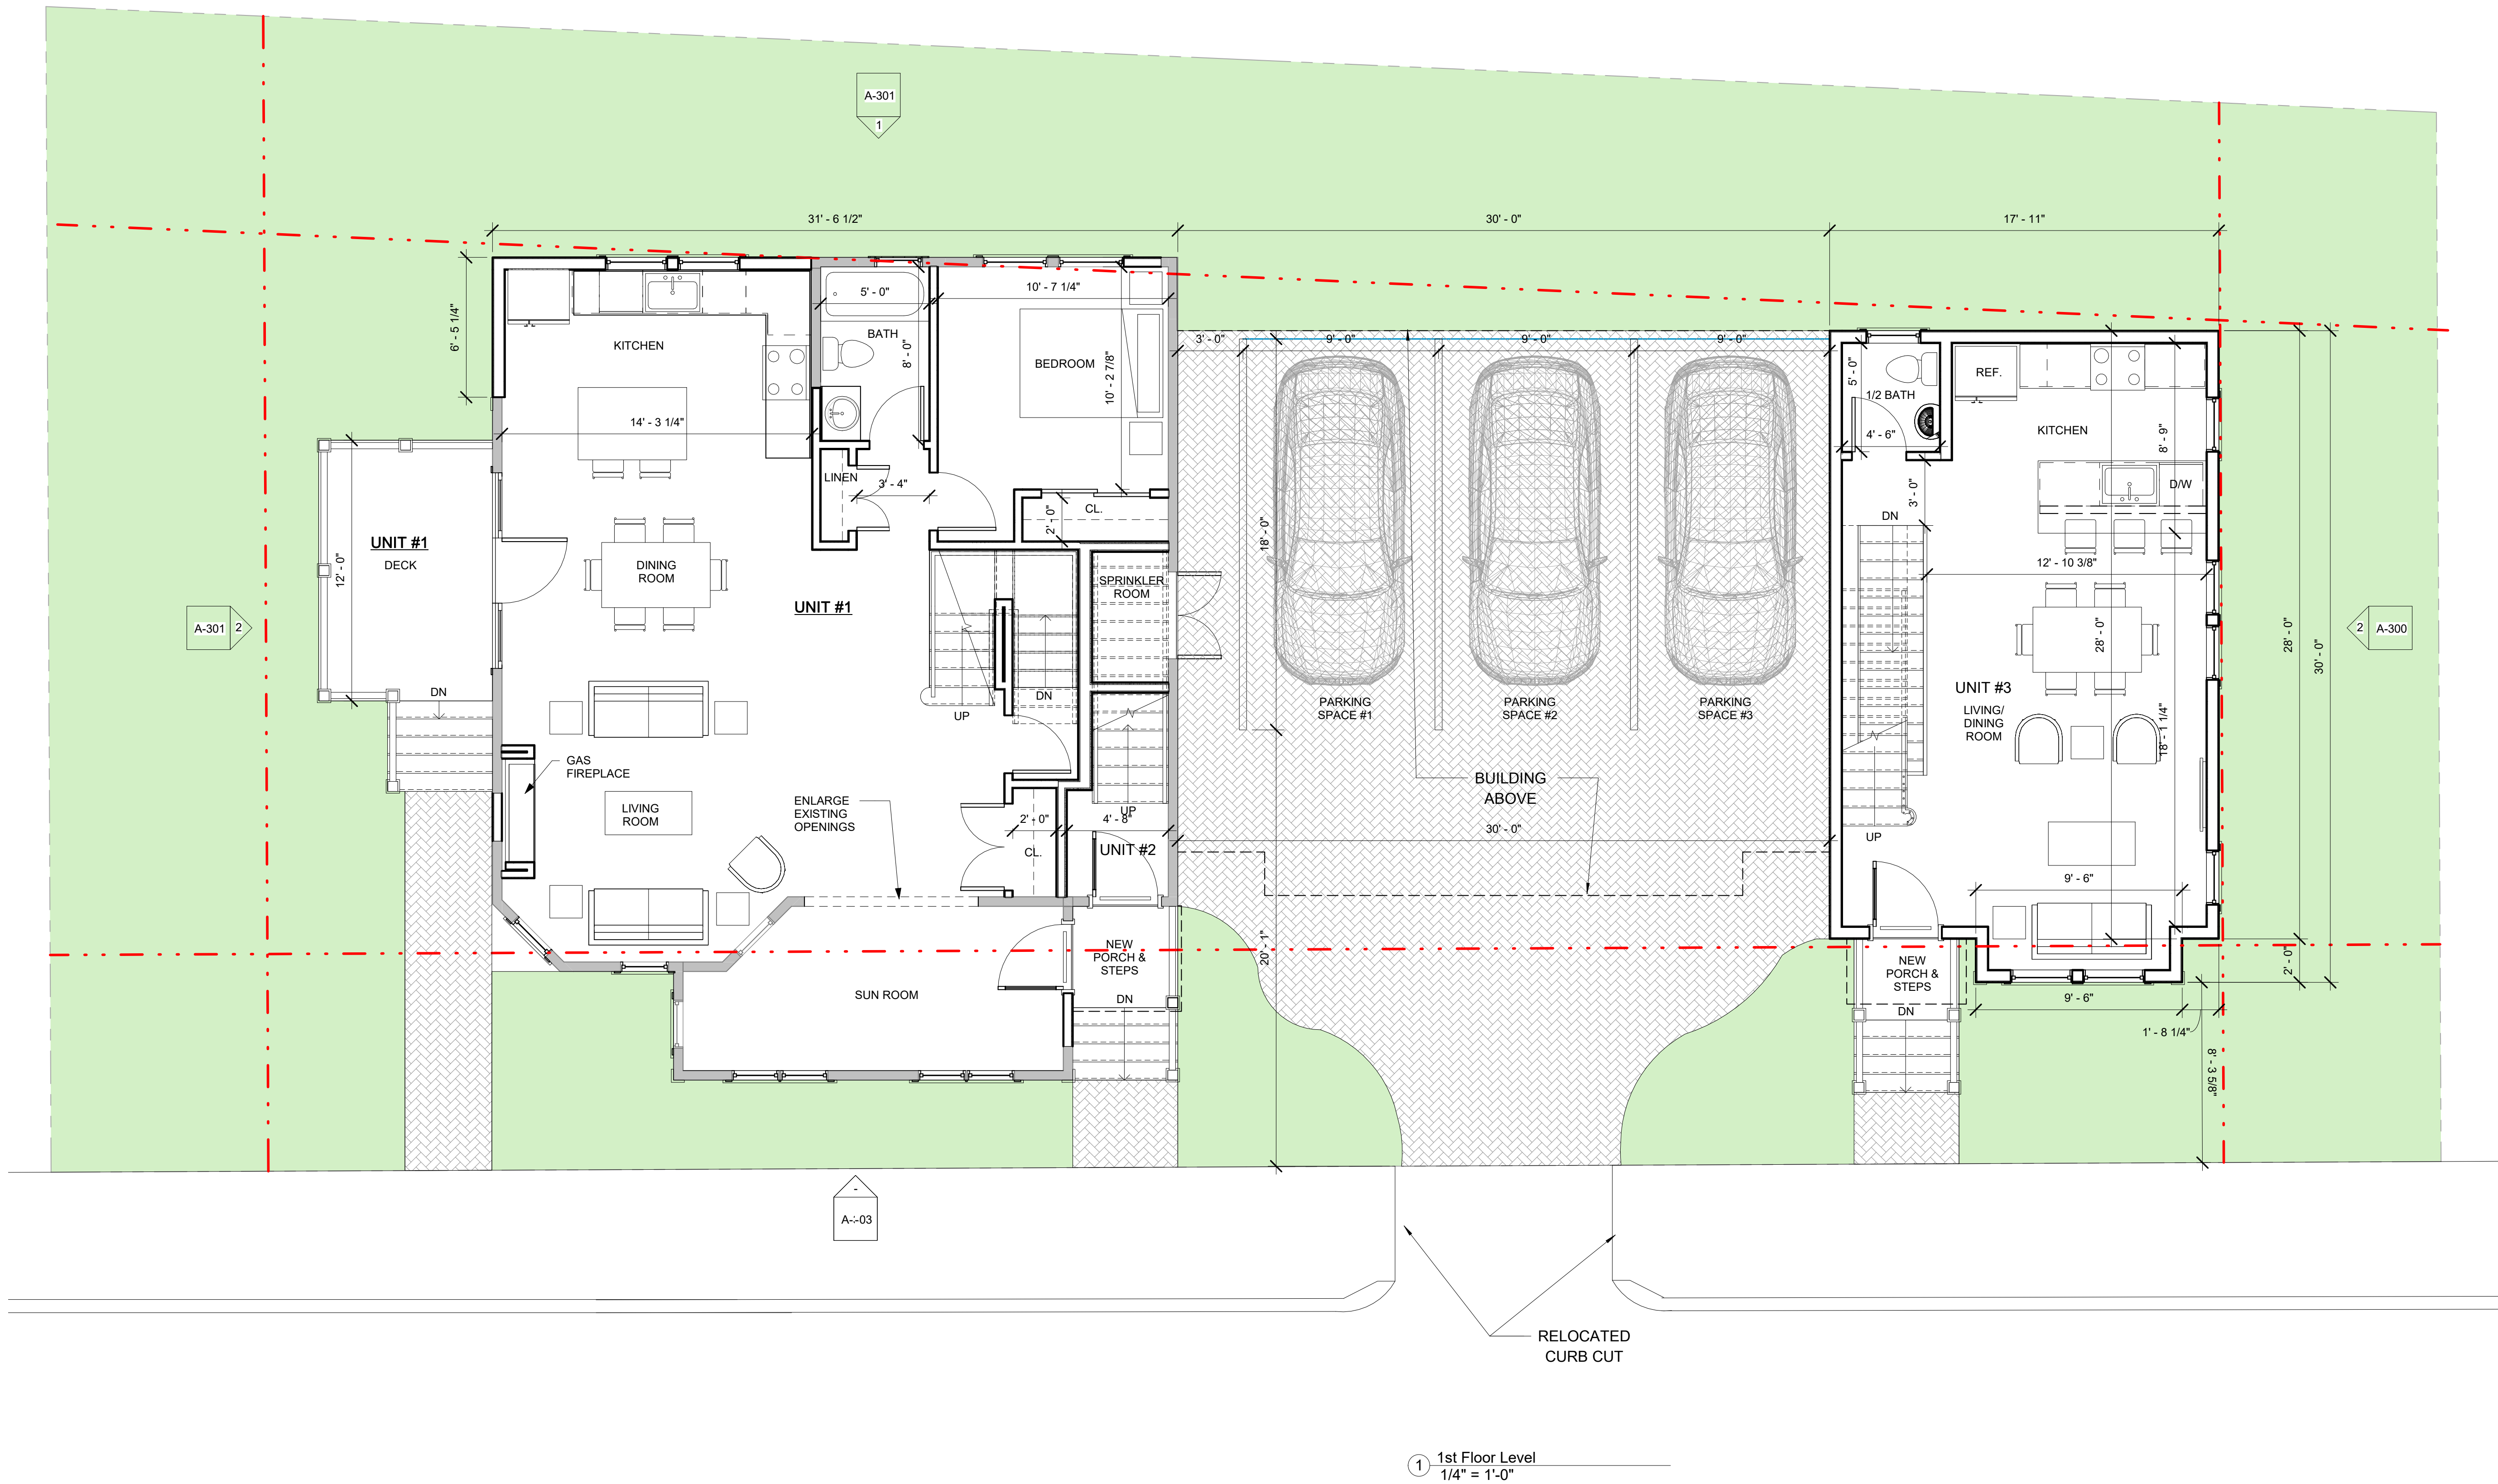 A-301
1
31' - 6 1/2"
30' - 0"
17' - 11"
6' - 5 1/4"
KITCHEN
14' - 3 1/4"
5' - 0"
BATH
8' - 0"
10' - 7 1/4"
BEDROOM
10' - 2 7/8"
LINEN
3' - 4"
CL.
2' - 0"
3' - 0"
9' - 0"
9' - 0"
9' - 0"
18' - 0"
5' - 0"
1/2 BATH
4' - 6"
REF.
KITCHEN
8' - 9"
D/W
3' - 0"
DN
12' - 10 3/8"
UNIT #1
DECK
12' - 0"
DN
DINING
ROOM
UNIT #1
SPRINKLER
ROOM
DN
UP
A-301
2
2
A-300
28' - 0"
28' - 0"
30' - 0"
PARKING
SPACE #1
PARKING
SPACE #2
PARKING
SPACE #3
UNIT #3
LIVING/
DINING
ROOM
18' - 1 1/4"
GAS
FIREPLACE
LIVING
ROOM
ENLARGE
EXISTING
OPENINGS
2' - 0"
CL.
4' - 8"
UP
UNIT #2
BUILDING
ABOVE
30' - 0"
UP
9' - 6"
NEW
PORCH &
STEPS
DN
SUN ROOM
20' - 1"
NEW
PORCH &
STEPS
DN
9' - 6"
2' - 0"
1' - 8 1/4"
8' - 3 5/8"
-
RELOCATED
CURB CUT
1
1st Floor Level
1/4" = 1'-0"